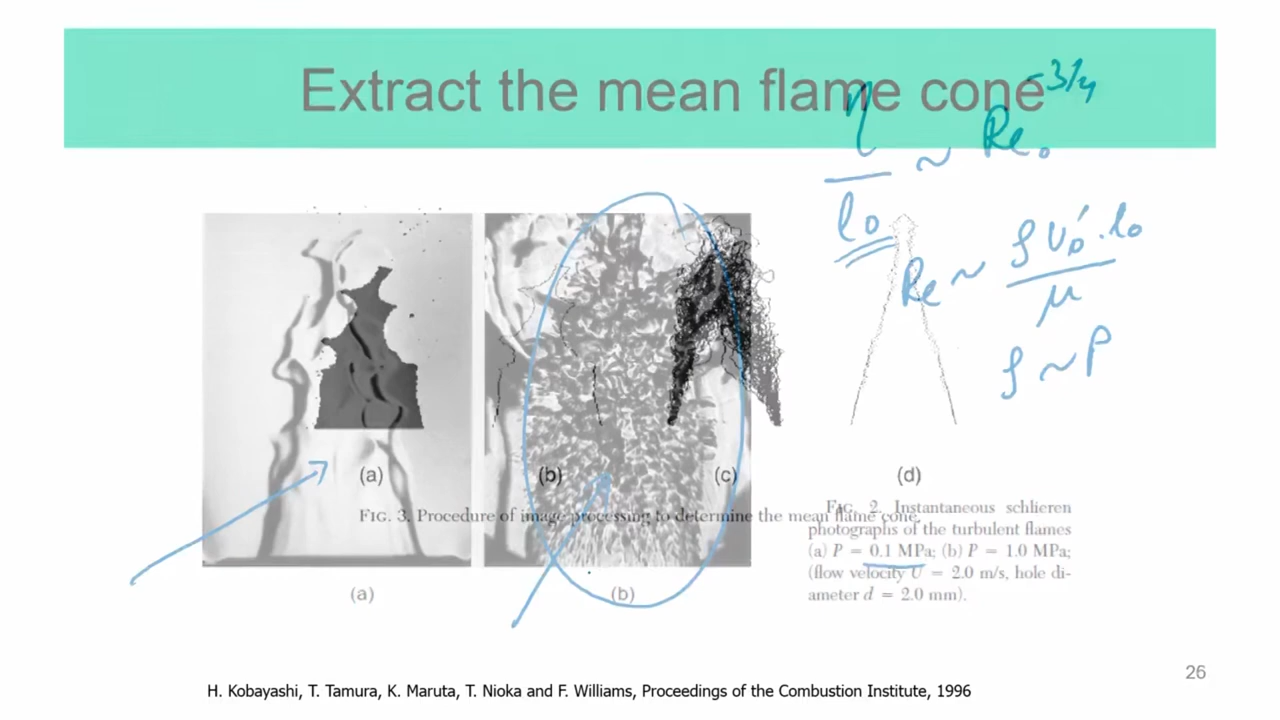 Extract the mean flame cone
η/l₀ ~ Re₀^-3/4
Re ~ ρU₀'·l₀/μ
ρ ~ P
(a)
(b)
(c)
(d)
FIG. 3. Procedure of image processing to determine the mean flame cone.
FIG. 2. Instantaneous schlieren
photographs of the turbulent flames
(a) P = 0.1 MPa; (b) P = 1.0 MPa;
(flow velocity U = 2.0 m/s, hole di-
ameter d = 2.0 mm).
(a)
(b)
26
H. Kobayashi, T. Tamura, K. Maruta, T. Nioka and F. Williams, Proceedings of the Combustion Institute, 1996